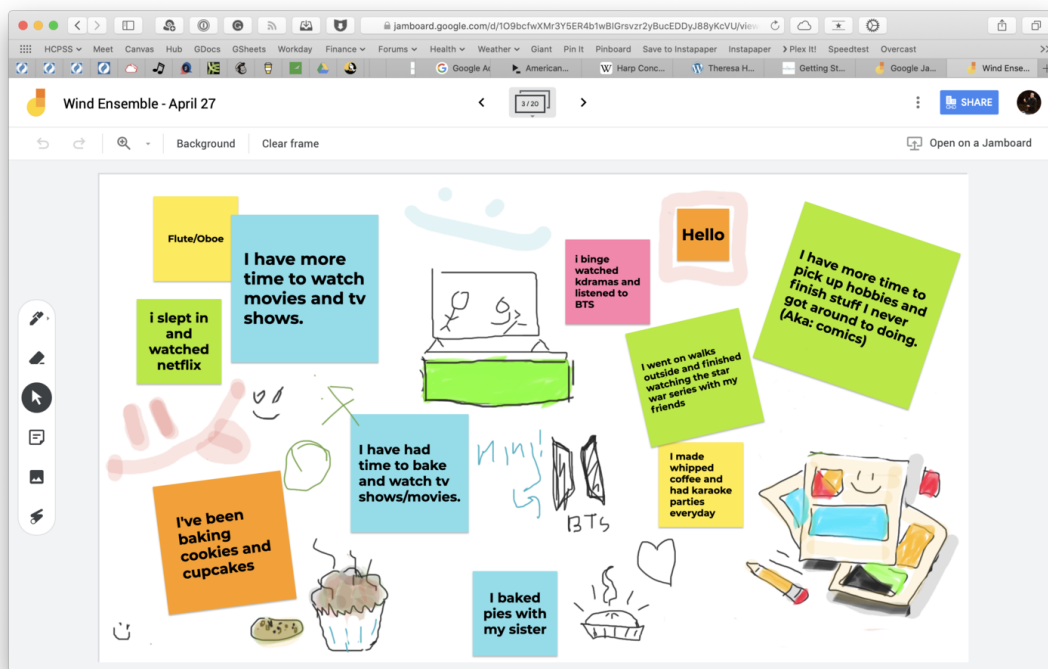 jamboard.google.com/d/1O9bcfwXMr3Y5ER4b1wBIGrsvzr2yBucEDDyJ88yKcVU/view
HCPSS Meet Canvas Hub GDocs GSheets Workday Finance Forums Health Weather Giant Pin It Pinboard Save to Instapaper Instapaper > Plex It! Speedtest Overcast
Google Ac American... Harp Conc... Theresa H... Getting St... Google Ja... Wind Ense...
Wind Ensemble - April 27
3 / 20
SHARE
Background
Clear frame
Open on a Jamboard
Flute/Oboe
I have more
time to watch
movies and tv
shows.
i slept in
and
watched
netflix
Hello
i binge
watched
kdramas and
listened to
BTS
I have more time to
pick up hobbies and
finish stuff I never
got around to doing.
(Aka: comics)
I went on walks
outside and finished
watching the star
war series with my
friends
I have had
time to bake
and watch tv
shows/movies.
BTS
I made
whipped
coffee and
had karaoke
parties
everyday
I've been
baking
cookies and
cupcakes
I baked
pies with
my sister